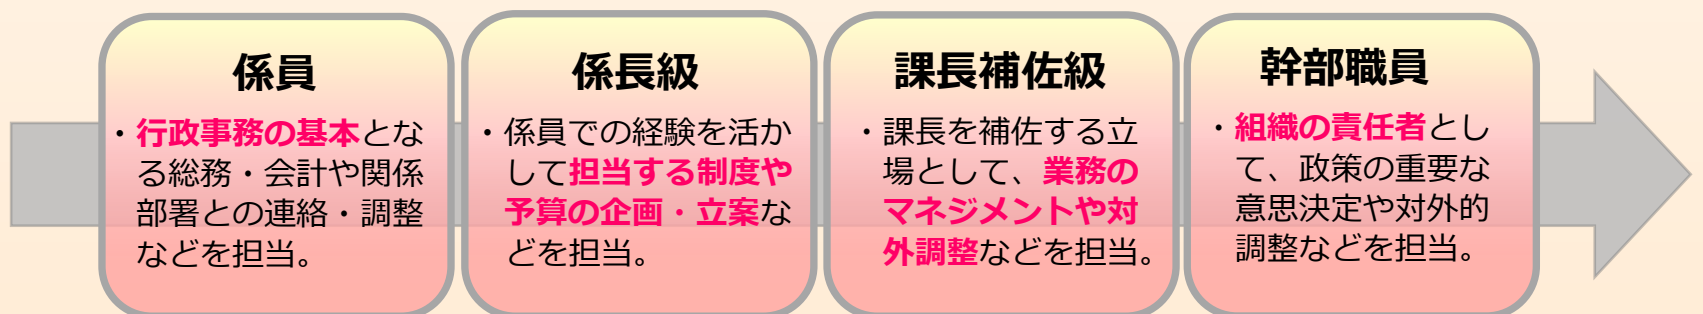 係員
・行政事務の基本とな
る総務・会計や関係
部署との連絡・調整
などを担当。
係長級
・係員での経験を活か
して担当する制度や
予算の企画・立案な
どを担当。
課長補佐級
・課長を補佐する立
場として、業務の
マネジメントや対
外調整などを担当。
幹部職員
・組織の責任者とし
て、政策の重要な
意思決定や対外的
調整などを担当。